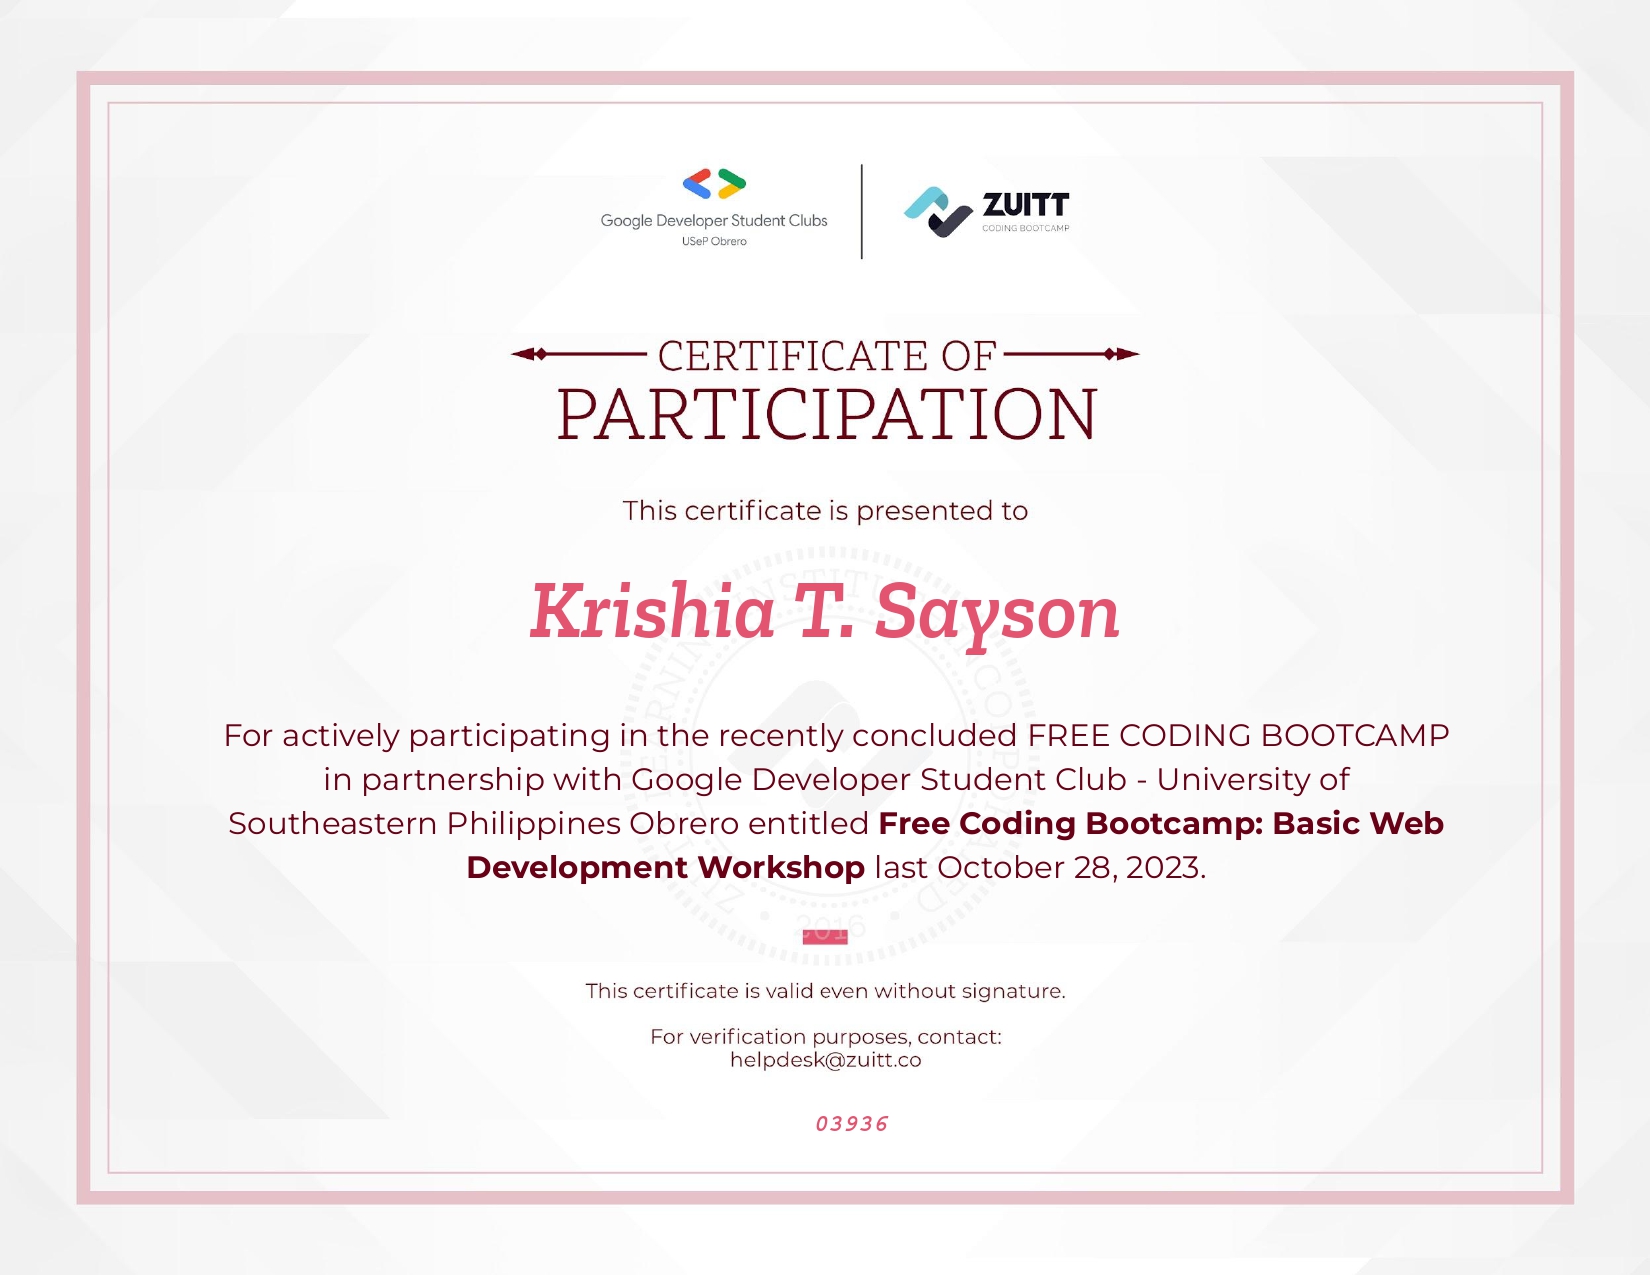 Google Developer Student Clubs
USeP Obrero
ZUITT
CODING BOOTCAMP
CERTIFICATE OF
PARTICIPATION
This certificate is presented to
Krishia T. Sayson
For actively participating in the recently concluded FREE CODING BOOTCAMP
in partnership with Google Developer Student Club - University of
Southeastern Philippines Obrero entitled Free Coding Bootcamp: Basic Web
Development Workshop last October 28, 2023.
2016
This certificate is valid even without signature.
For verification purposes, contact:
helpdesk@zuitt.co
03936